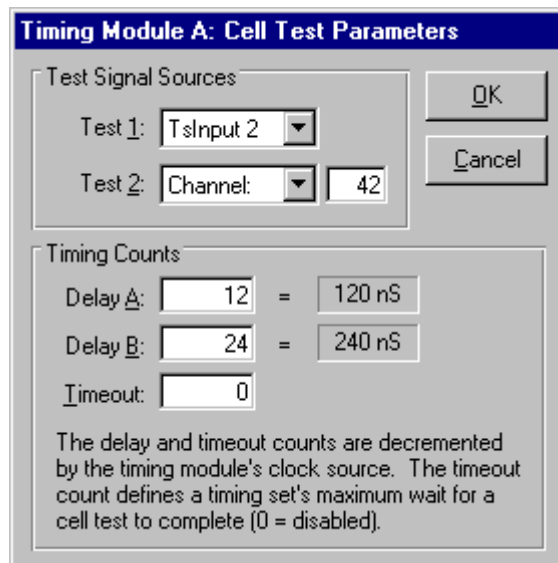 Timing Module A: Cell Test Parameters
Test Signal Sources
Test 1: TsInput 2
Test 2: Channel: 42
OK
Cancel
Timing Counts
Delay A: 12 = 120 nS
Delay B: 24 = 240 nS
Timeout: 0
The delay and timeout counts are decremented
by the timing module's clock source. The timeout
count defines a timing set's maximum wait for a
cell test to complete (0 = disabled).